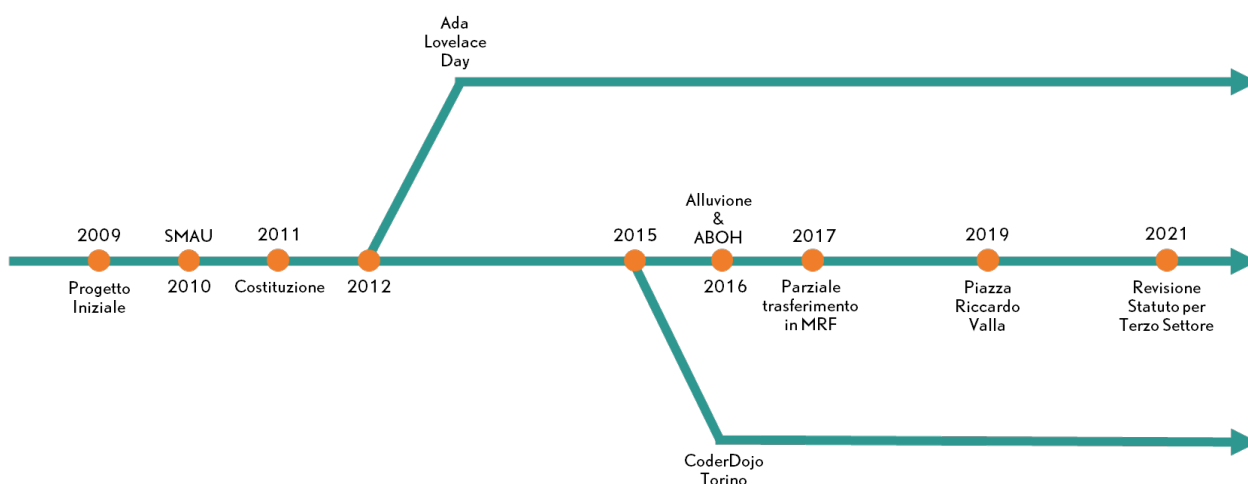 Ada
Lovelace
Day
2009
Progetto
Iniziale
SMAU
2010
2011
Costituzione
2012
2015
Alluvione
&
ABOH
2016
2017
Parziale
trasferimento
in MRF
2019
Piazza
Riccardo
Valla
2021
Revisione
Statuto per
Terzo Settore
CoderDojo
Torino